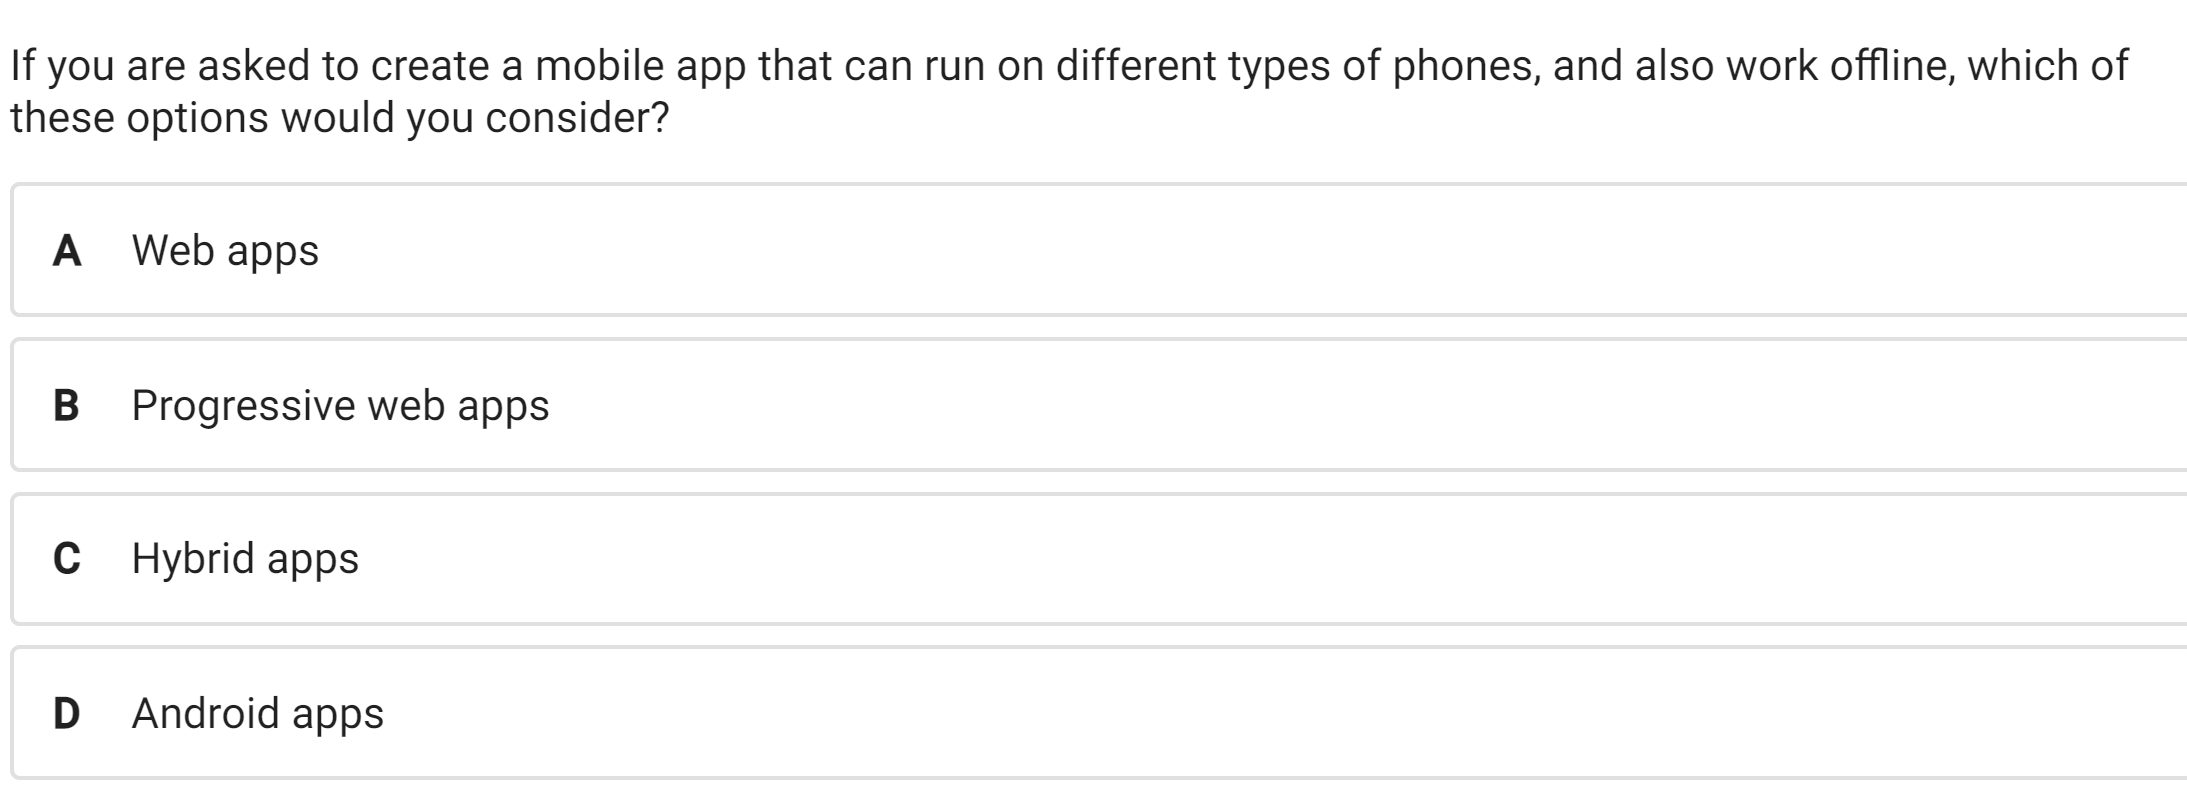 If you are asked to create a mobile app that can run on different types of phones, and also work offline, which of
these options would you consider?
A Web apps
B Progressive web apps
C Hybrid apps
D Android apps